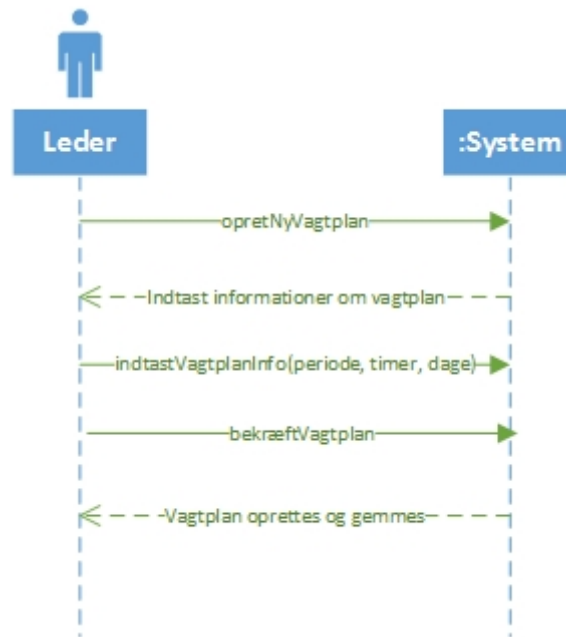 Leder
:System
opretNyVagtplan
Indtast informationer om vagtplan
indtastVagtplanInfo(periode, timer, dage)
bekræftVagtplan
Vagtplan oprettes og gemmes